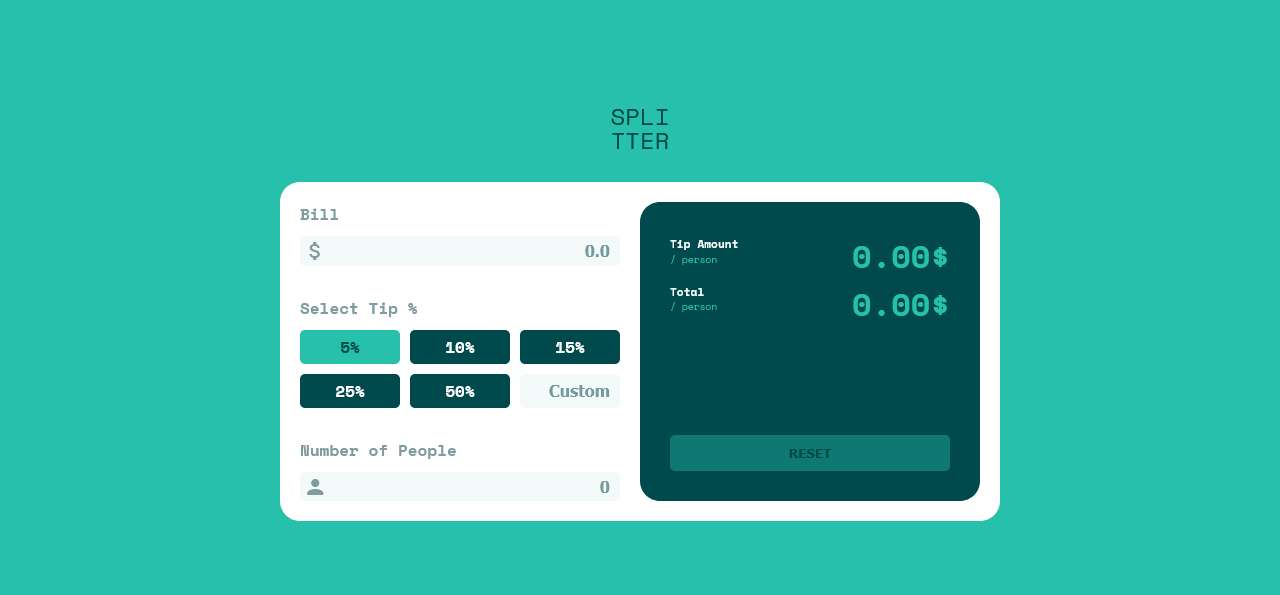 SPLI
TTER
Bill
$ 0.0
Select Tip %
5% 10% 15%
25% 50% Custom
Number of People
0
Tip Amount
/ person
0.00$
Total
/ person
0.00$
RESET